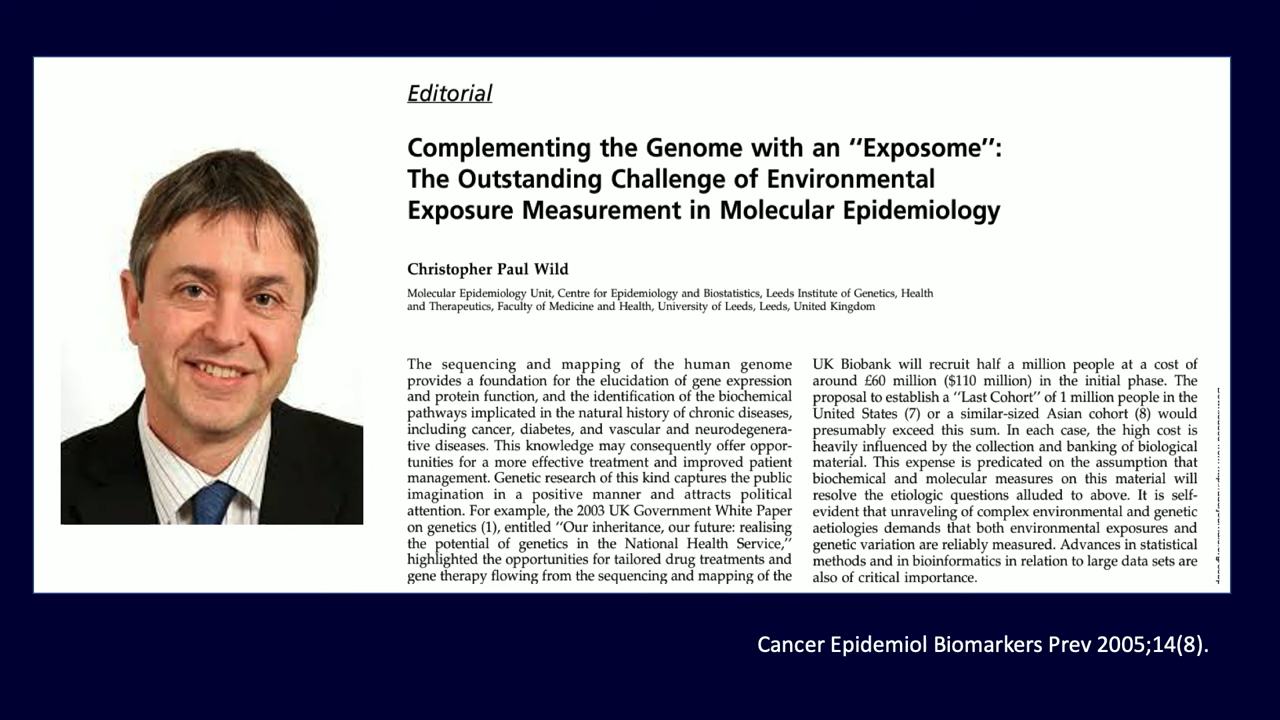 Editorial
Complementing the Genome with an “Exposome”:
The Outstanding Challenge of Environmental
Exposure Measurement in Molecular Epidemiology
Christopher Paul Wild
Molecular Epidemiology Unit, Centre for Epidemiology and Biostatistics, Leeds Institute of Genetics, Health
and Therapeutics, Faculty of Medicine and Health, University of Leeds, Leeds, United Kingdom
The sequencing and mapping of the human genome
provides a foundation for the elucidation of gene expression
and protein function, and the identification of the biochemical
pathways implicated in the natural history of chronic diseases,
including cancer, diabetes, and vascular and neurodegenera-
tive diseases. This knowledge may consequently offer oppor-
tunities for a more effective treatment and improved patient
management. Genetic research of this kind captures the public
imagination in a positive manner and attracts political
attention. For example, the 2003 UK Government White Paper
on genetics (1), entitled “Our inheritance, our future: realising
the potential of genetics in the National Health Service,”
highlighted the opportunities for tailored drug treatments and
gene therapy flowing from the sequencing and mapping of the
UK Biobank will recruit half a million people at a cost of
around £60 million ($110 million) in the initial phase. The
proposal to establish a “Last Cohort” of 1 million people in the
United States (7) or a similar-sized Asian cohort (8) would
presumably exceed this sum. In each case, the high cost is
heavily influenced by the collection and banking of biological
material. This expense is predicated on the assumption that
biochemical and molecular measures on this material will
resolve the etiologic questions alluded to above. It is self-
evident that unraveling of complex environmental and genetic
aetiologies demands that both environmental exposures and
genetic variation are reliably measured. Advances in statistical
methods and in bioinformatics in relation to large data sets are
also of critical importance.
Cancer Epidemiol Biomarkers Prev 2005;14(8).